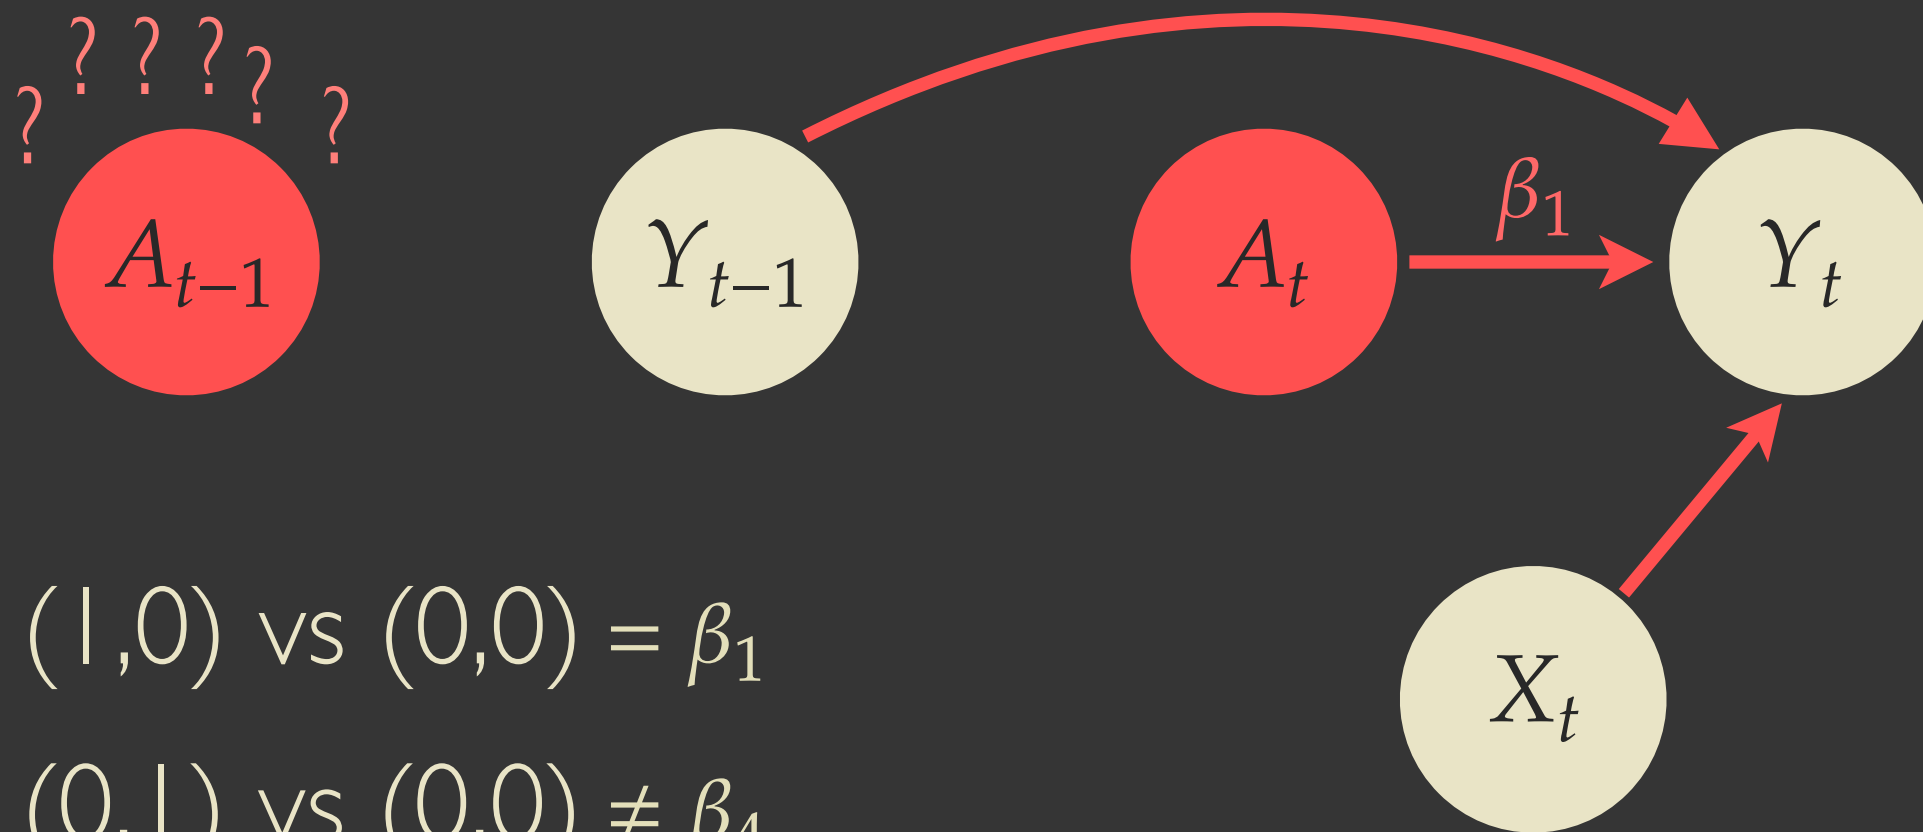 ? ? ? ? ? ?
A_{t−1} Y_{t−1} A_t β_1 Y_t
(1,0) vs (0,0) = β_1
X_t
(0,1) vs (0,0) ≠ β_4